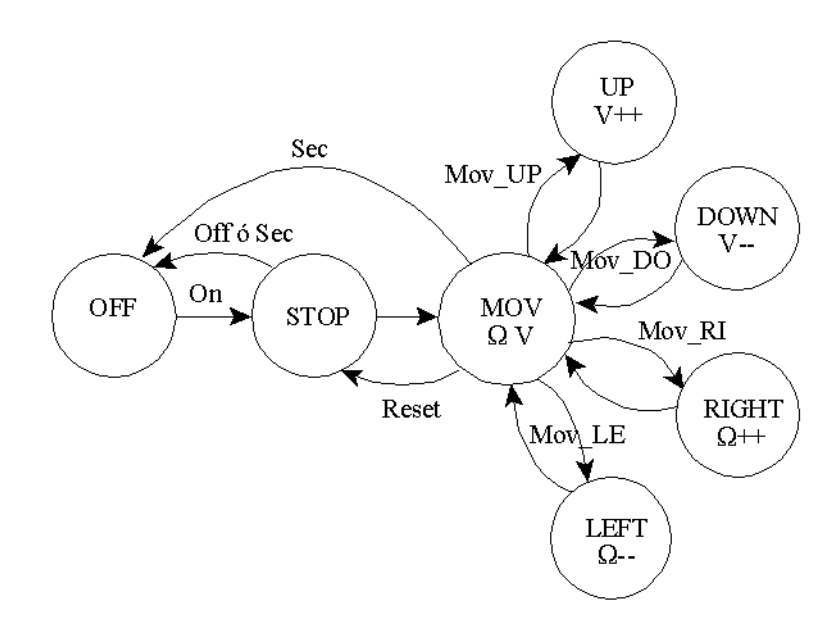 UP
V++
Sec
Mov_UP
DOWN
V--
Off ó Sec
Mov_DO
On
OFF
STOP
MOV
Ω V
Mov_RI
Reset
RIGHT
Ω++
Mov_LE
LEFT
Ω--